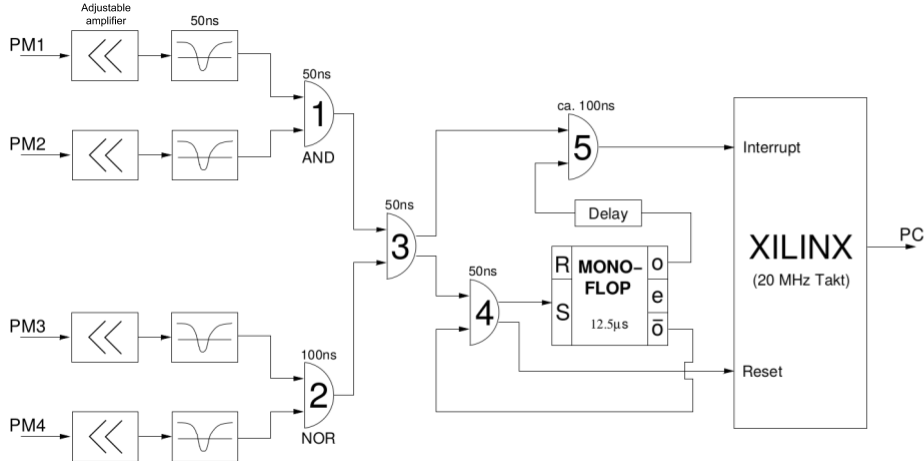 Adjustable
amplifier
50ns
PM1
50ns
1
AND
PM2
ca. 100ns
5
Interrupt
50ns
3
Delay
XILINX
(20 MHz Takt)
PC
R
MONO–
FLOP
o
S
12.5µs
e
o̅
50ns
4
PM3
100ns
2
NOR
Reset
PM4